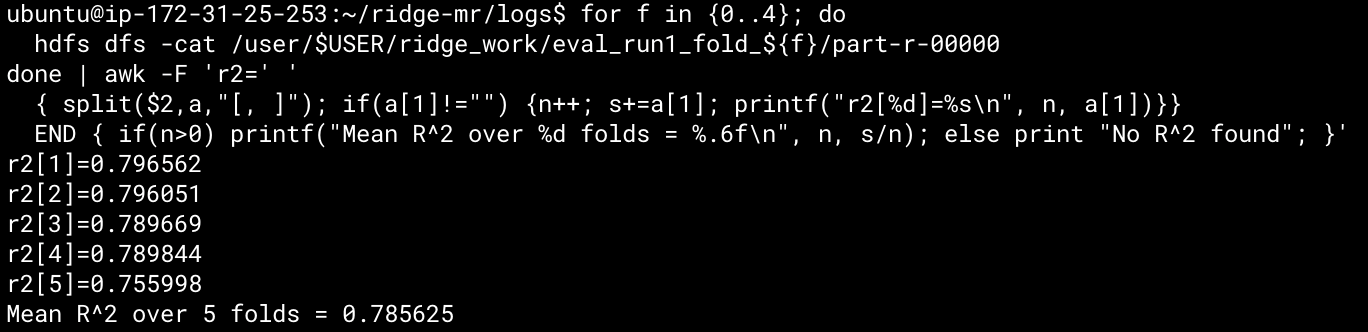 ubuntu@ip-172-31-25-253:~/ridge-mr/logs$ for f in {0..4}; do
  hdfs dfs -cat /user/$USER/ridge_work/eval_run1_fold_${f}/part-r-00000
done | awk -F 'r2=' '
  { split($2,a,"[, ]"); if(a[1]!="") {n++; s+=a[1]; printf("r2[%d]=%s\n", n, a[1])}}
  END { if(n>0) printf("Mean R^2 over %d folds = %.6f\n", n, s/n); else print "No R^2 found"; }'
r2[1]=0.796562
r2[2]=0.796051
r2[3]=0.789669
r2[4]=0.789844
r2[5]=0.755998
Mean R^2 over 5 folds = 0.785625